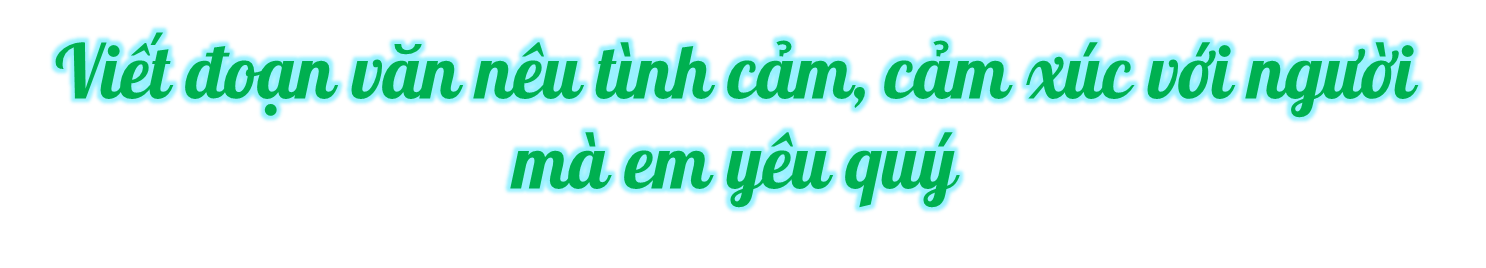 Viết đoạn văn nêu tình cảm, cảm xúc với người
mà em yêu quý